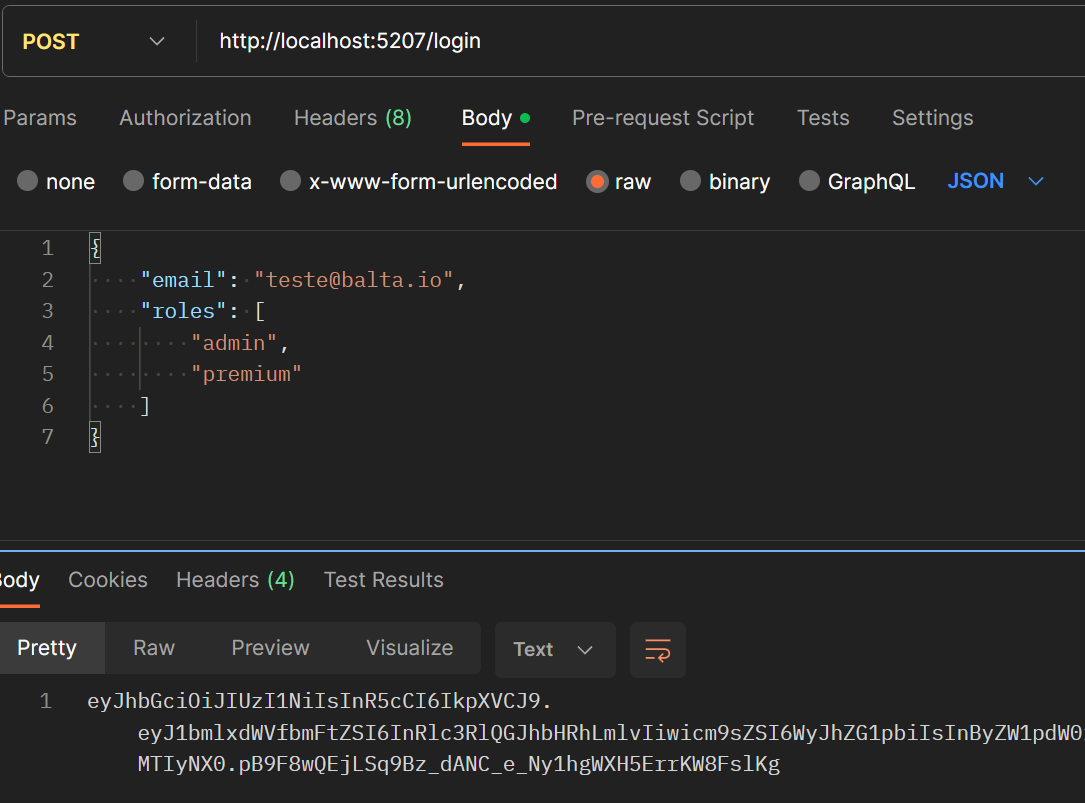 POST http://localhost:5207/login
Params Authorization Headers (8) Body Pre-request Script Tests Settings
none form-data x-www-form-urlencoded raw binary GraphQL JSON
1 {
2 "email": "teste@balta.io",
3 "roles": [
4 "admin",
5 "premium"
6 ]
7 }
Body Cookies Headers (4) Test Results
Pretty Raw Preview Visualize Text
1 eyJhbGciOiJIUzI1NiIsInR5cCI6IkpXVCJ9.
eyJ1bmlxdWVfbmFtZSI6InRlc3RlQGJhbHRhLmlvIiwicm9sZSI6WyJhZG1pbiIsInByZW1pdW0
MTIyNX0.pB9F8wQEjLSq9Bz_dANC_e_Ny1hgWXH5ErrKW8FslKg